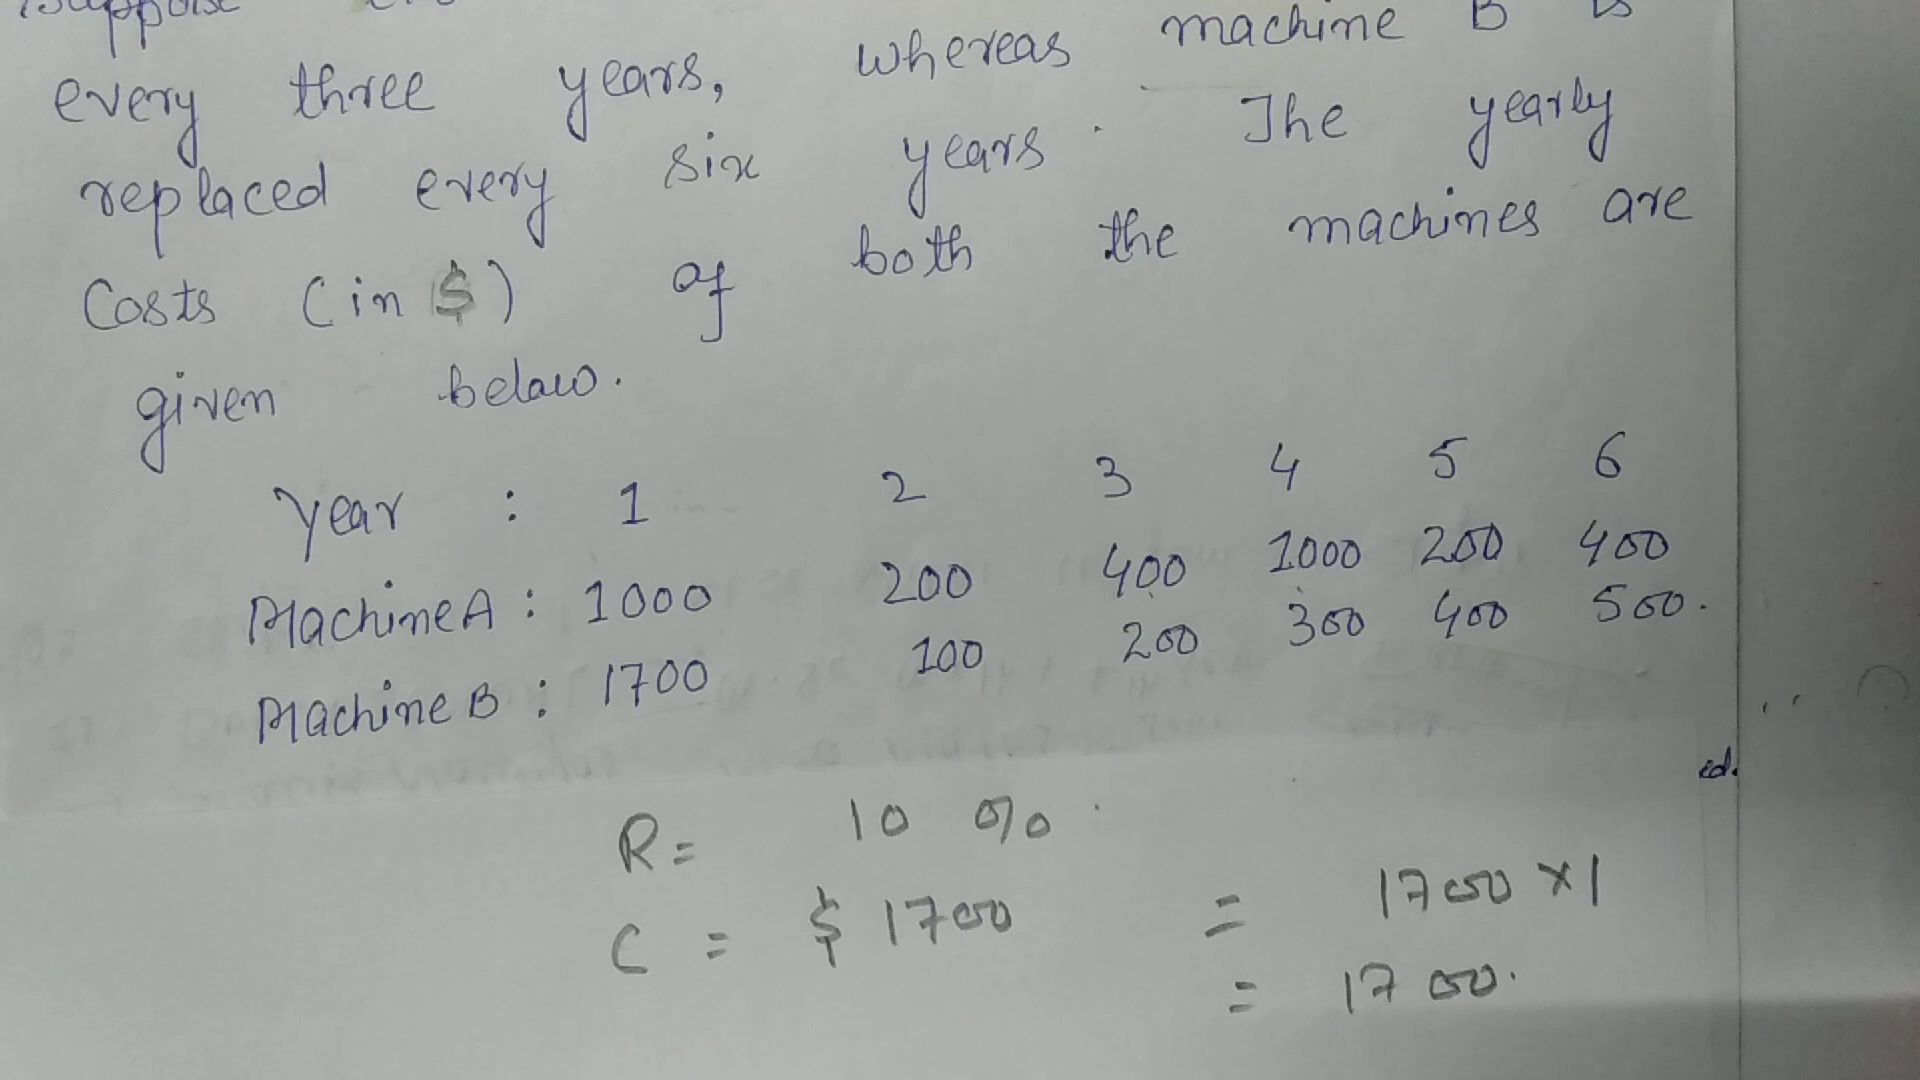 Suppose
machine B is
every three years, whereas
replaced every six years. The yearly
Costs (in $) of both the machines are
given below.
Year : 1 2 3 4 5 6
Machine A : 1000 200 400 1000 200 400
Machine B : 1700 100 200 300 400 500.
ed.
R = 10 %
C = $ 1700 = 1700 x 1
= 1700.